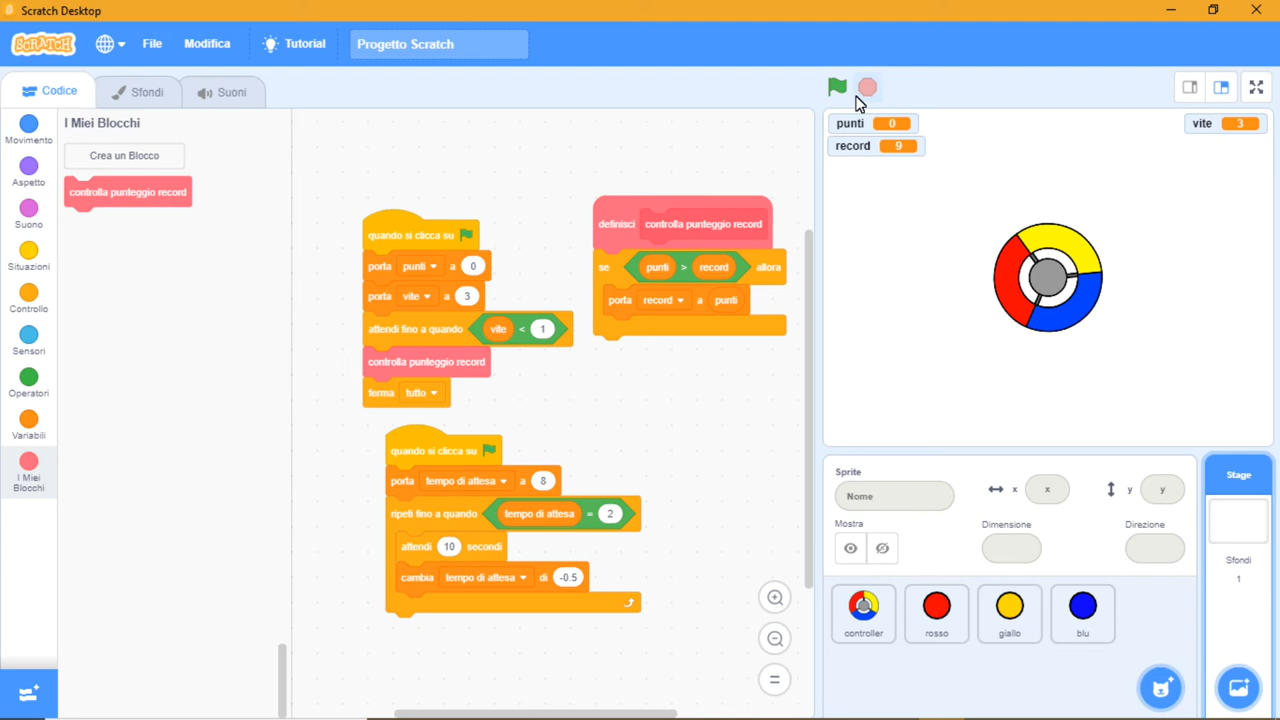 Scratch Desktop
SCRATCH
File
Modifica
Tutorial
Progetto Scratch
Codice
Sfondi
Suoni
Movimento
Aspetto
Suono
Situazioni
Controllo
Sensori
Operatori
Variabili
I Miei
Blocchi
I Miei Blocchi
Crea un Blocco
controlla punteggio record
quando si clicca su
porta punti a 0
porta vite a 3
attendi fino a quando vite < 1
controlla punteggio record
ferma tutto
definisci controlla punteggio record
se punti > record allora
porta record a punti
quando si clicca su
porta tempo di attesa a 8
ripeti fino a quando tempo di attesa = 2
attendi 10 secondi
cambia tempo di attesa di -0.5
punti 0
record 9
vite 3
Sprite
Nome
x x
y y
Mostra
Dimensione
Direzione
controller
rosso
giallo
blu
Stage
Sfondi
1